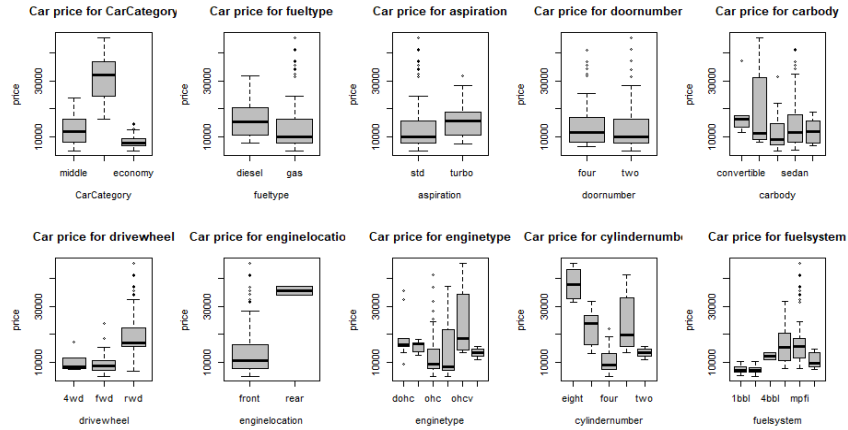 Car price for CarCategory
Car price for fueltype
Car price for aspiration
Car price for doornumber
Car price for carbody
price
10000
30000
middle
economy
CarCategory
price
10000
30000
diesel
gas
fueltype
price
10000
30000
std
turbo
aspiration
price
10000
30000
four
two
doornumber
price
10000
30000
convertible
sedan
carbody
Car price for drivewheel
Car price for enginelocatio
Car price for enginetype
Car price for cylindernumb
Car price for fuelsystem
price
10000
30000
4wd
fwd
rwd
drivewheel
price
10000
30000
front
rear
enginelocation
price
10000
30000
dohc
ohc
ohcv
enginetype
price
10000
30000
eight
four
two
cylindernumber
price
10000
30000
1bbl
4bbl
mpfi
fuelsystem